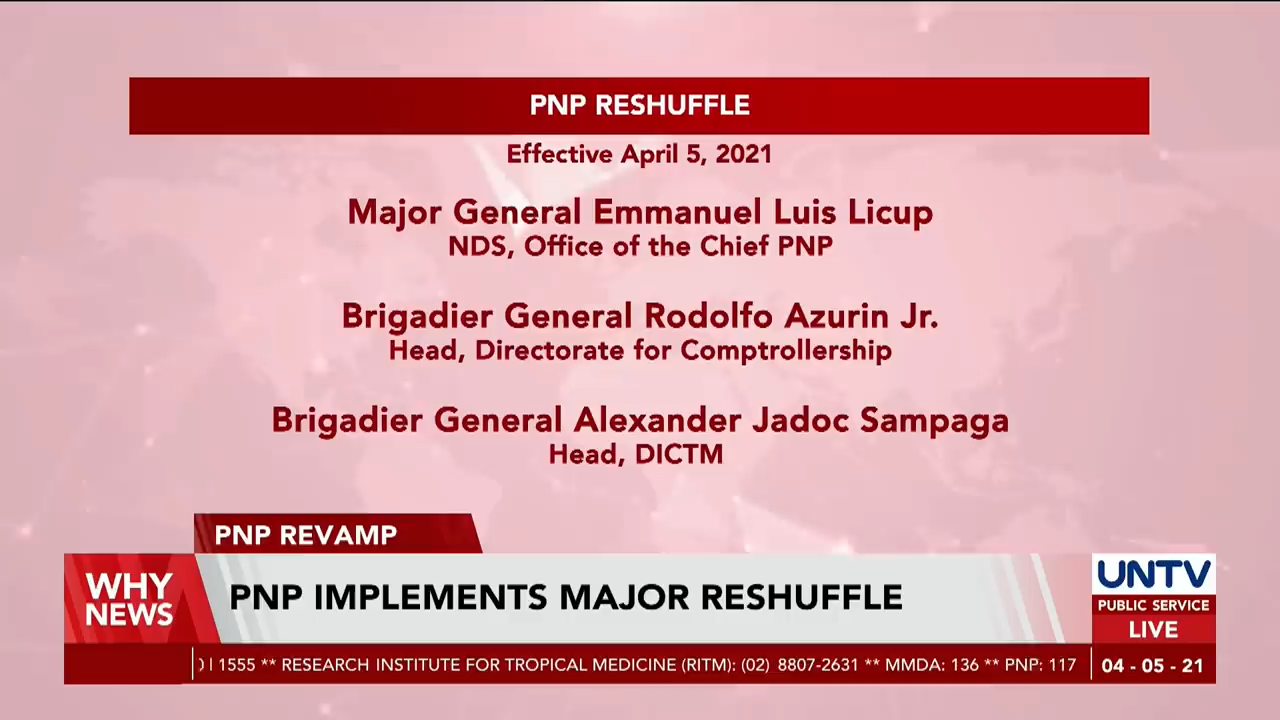 PNP RESHUFFLE
Effective April 5, 2021
Major General Emmanuel Luis Licup
NDS, Office of the Chief PNP
Brigadier General Rodolfo Azurin Jr.
Head, Directorate for Comptrollership
Brigadier General Alexander Jadoc Sampaga
Head, DICTM
PNP REVAMP
WHY
NEWS
PNP IMPLEMENTS MAJOR RESHUFFLE
UNTV
PUBLIC SERVICE
LIVE
| 1555 ** RESEARCH INSTITUTE FOR TROPICAL MEDICINE (RITM): (02) 8807-2631 ** MMDA: 136 ** PNP: 117
04 - 05 - 21